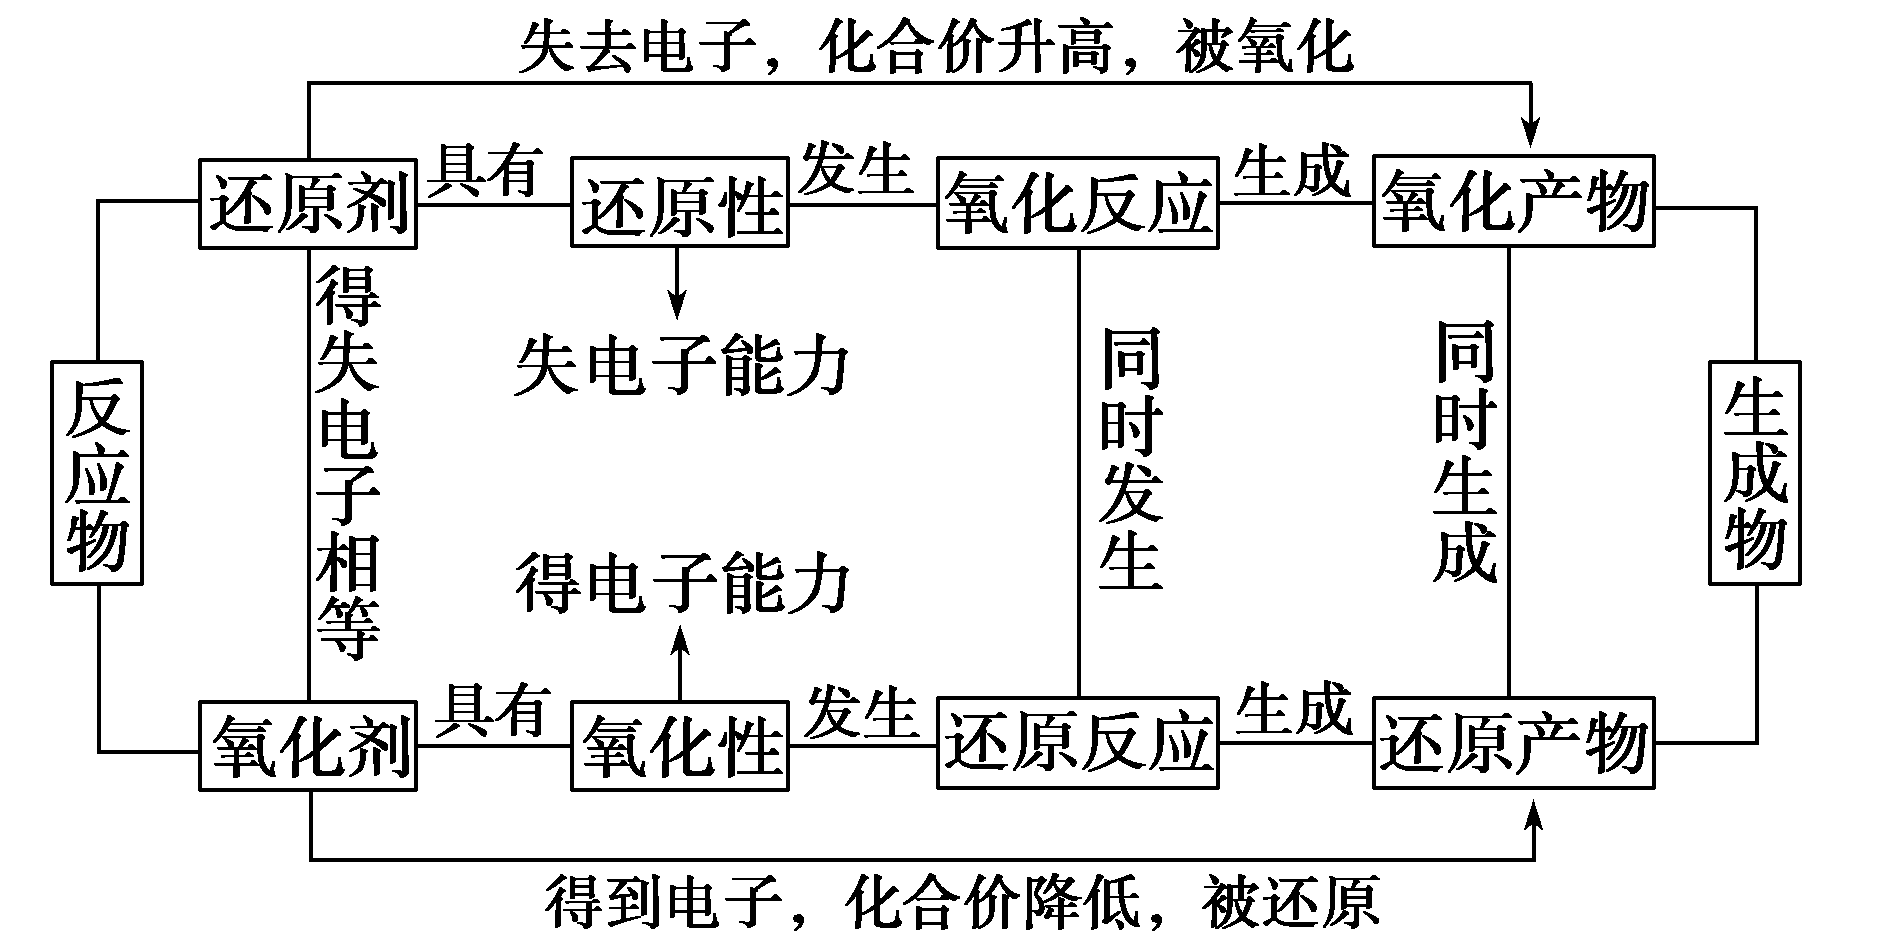 失去电子，化合价升高，被氧化
还原剂
具有
还原性
发生
氧化反应
生成
氧化产物
得失电子相等
失电子能力
同时发生
同时生成
反应物
生成物
得电子能力
氧化剂
具有
氧化性
发生
还原反应
生成
还原产物
得到电子，化合价降低，被还原